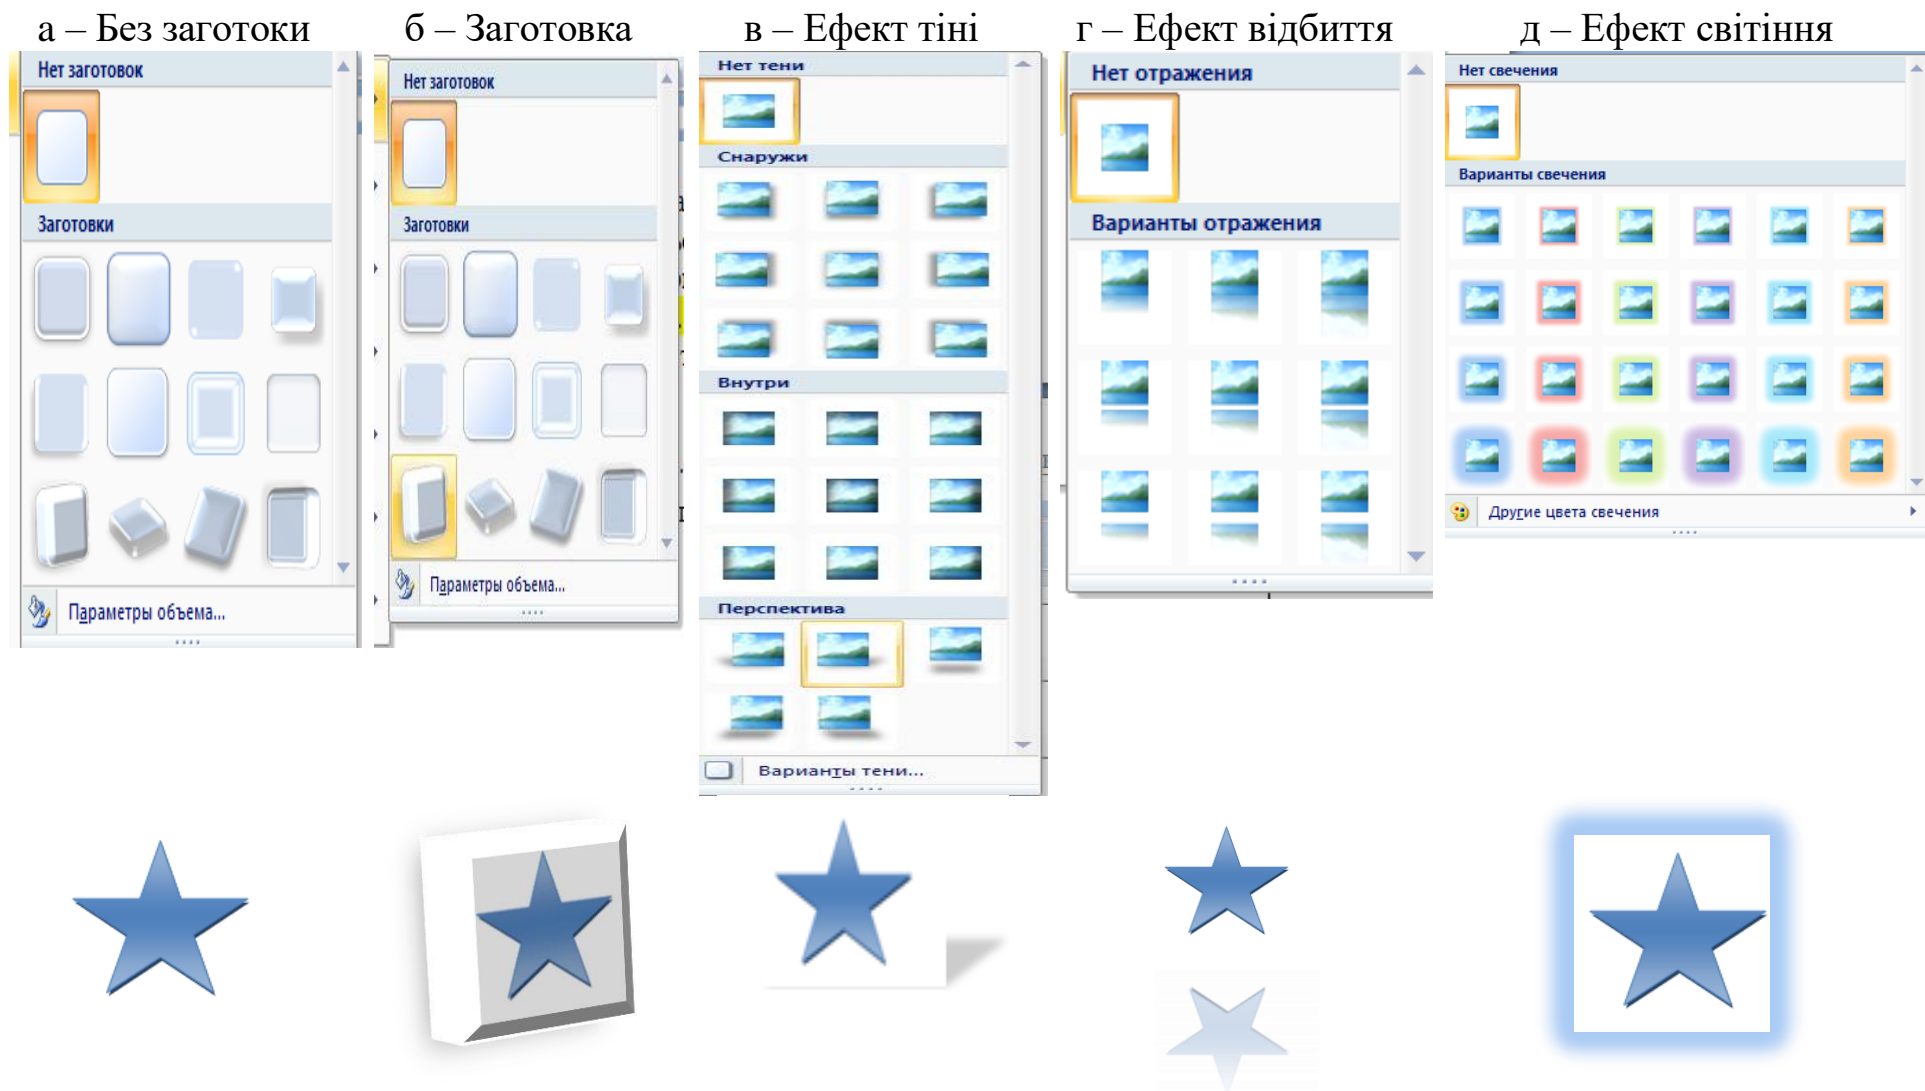 а – Без заготоки
б – Заготовка
в – Ефект тіні
г – Ефект відбиття
д – Ефект світіння
Нет заготовок
Заготовки
Параметры объема...
Нет заготовок
Заготовки
Параметры объема...
Нет тени
Снаружи
Внутри
Перспектива
Варианты тени...
Нет отражения
Варианты отражения
Нет свечения
Варианты свечения
Другие цвета свечения